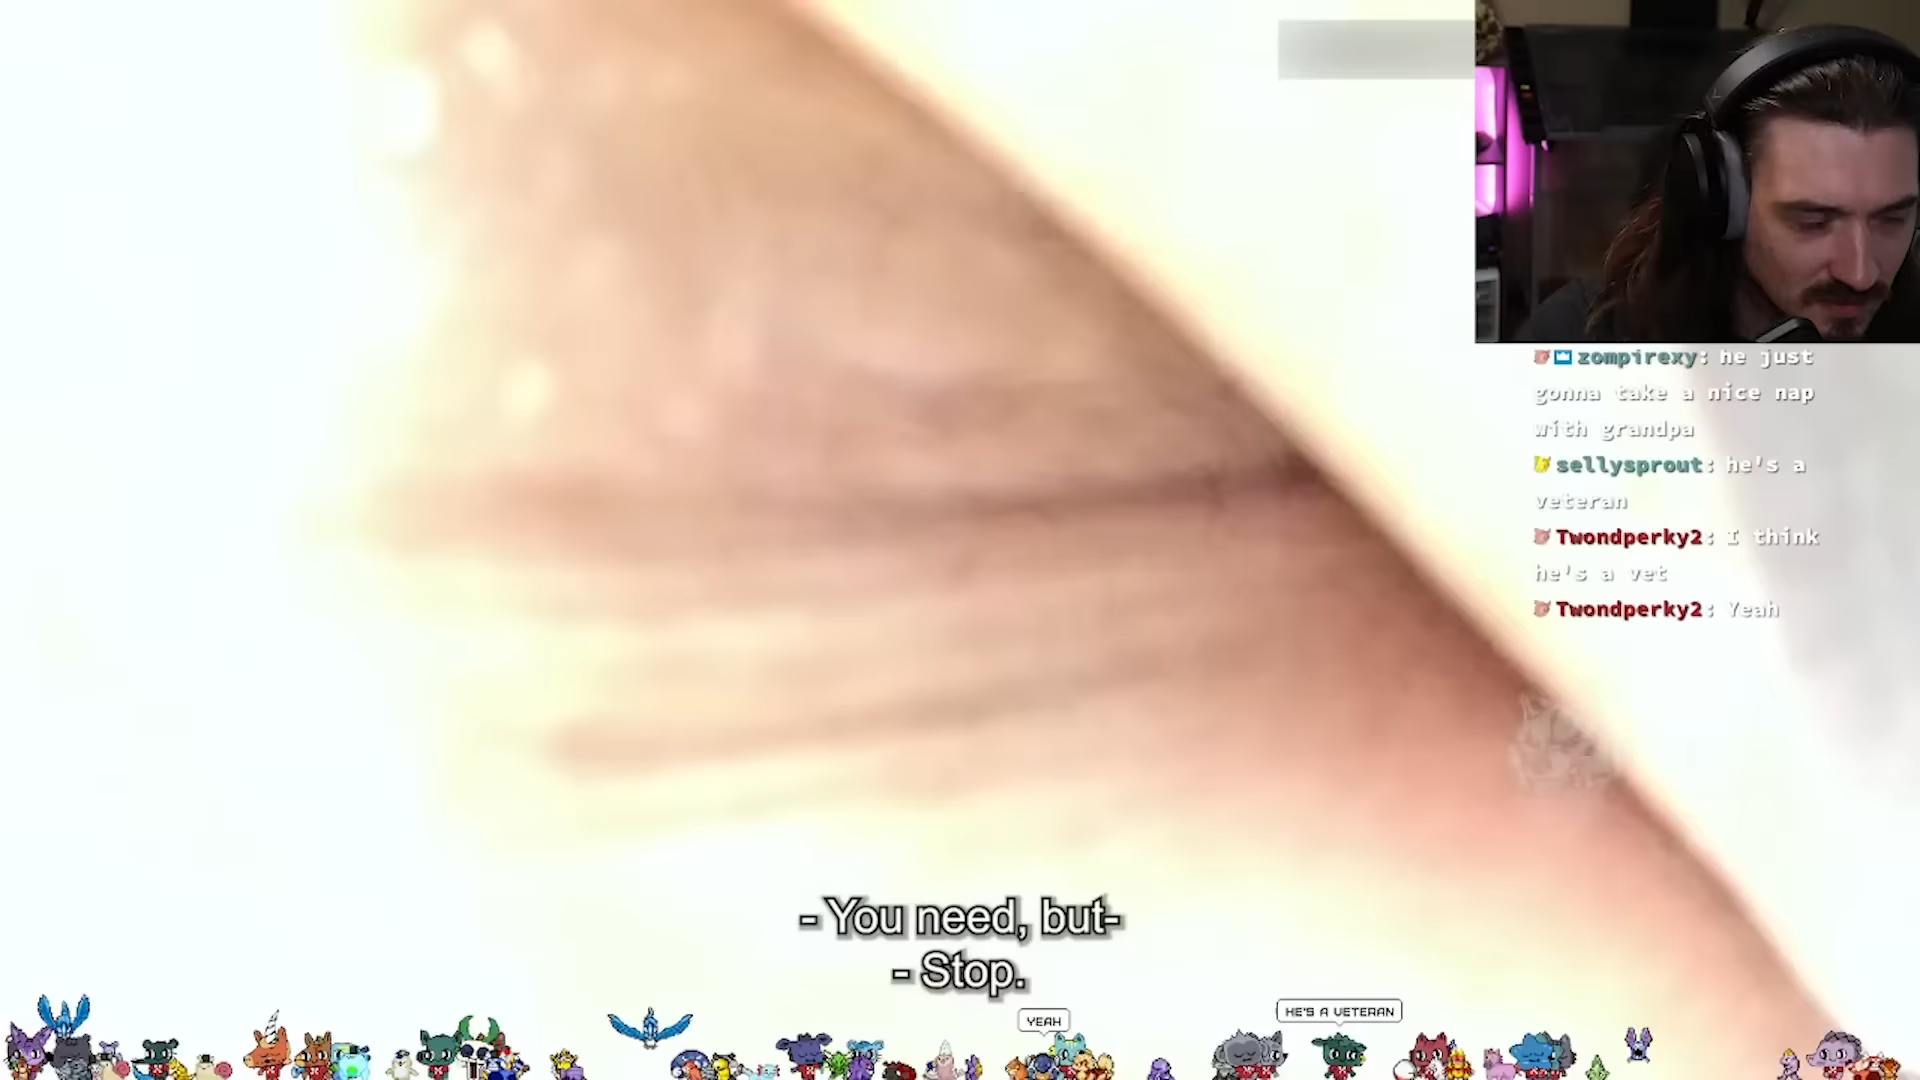 zompirexy: he just
gonna take a nice nap
with grandpa
sellysprout: he's a
veteran
Twondperky2: I think
he's a vet
Twondperky2: Yeah
- You need, but-
- Stop.
YEAH
HE'S A VETERAN